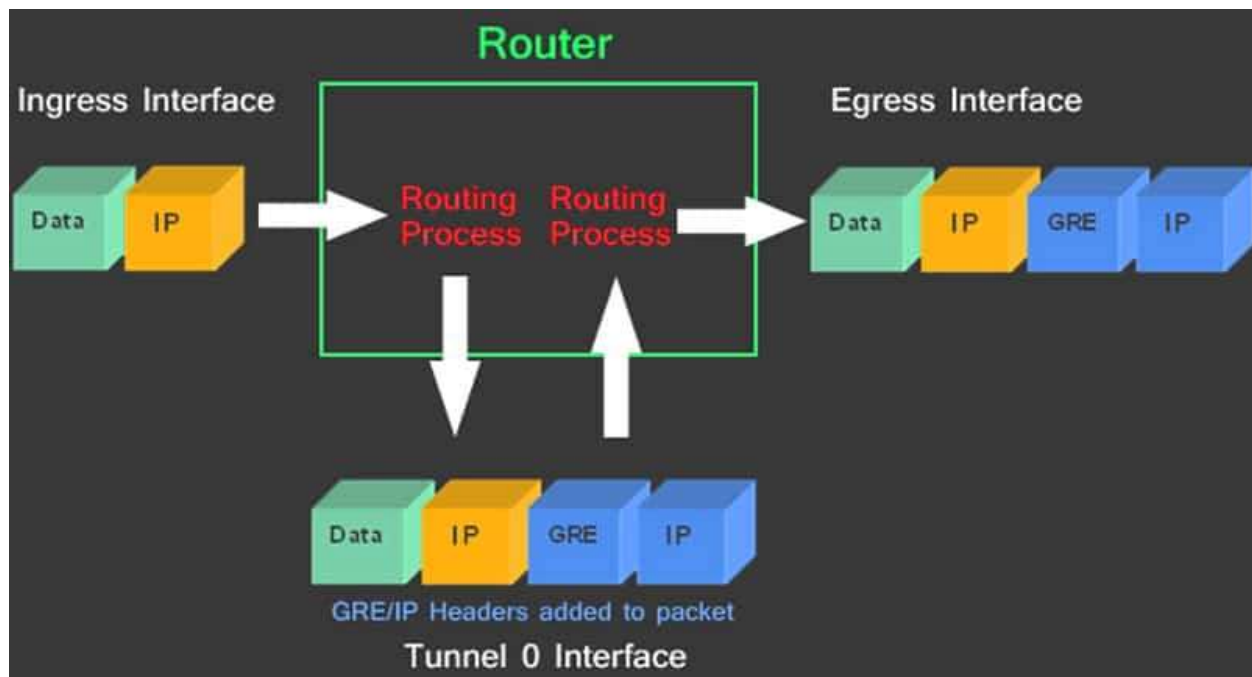 Router
Ingress Interface
Egress Interface
Data IP
Routing Process
Routing Process
Data IP GRE IP
Data IP GRE IP
GRE/IP Headers added to packet
Tunnel 0 Interface